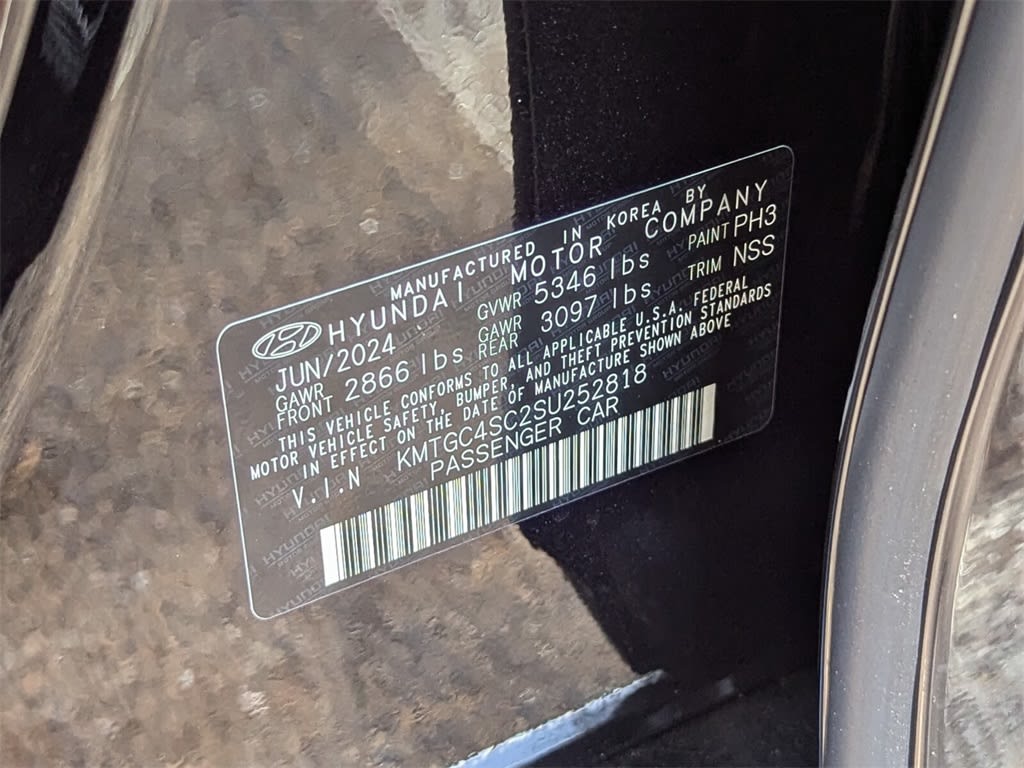 MANUFACTURED IN KOREA BY
HYUNDAI MOTOR COMPANY
JUN/2024 GVWR 5346 lbs PAINT PH3
GAWR FRONT 2866 lbs GAWR REAR 3097 lbs TRIM NSS
THIS VEHICLE CONFORMS TO ALL APPLICABLE U.S.A. FEDERAL
MOTOR VEHICLE SAFETY, BUMPER, AND THEFT PREVENTION STANDARDS
IN EFFECT ON THE DATE OF MANUFACTURE SHOWN ABOVE
V.I.N KMTGC4SC2SU252818
PASSENGER CAR